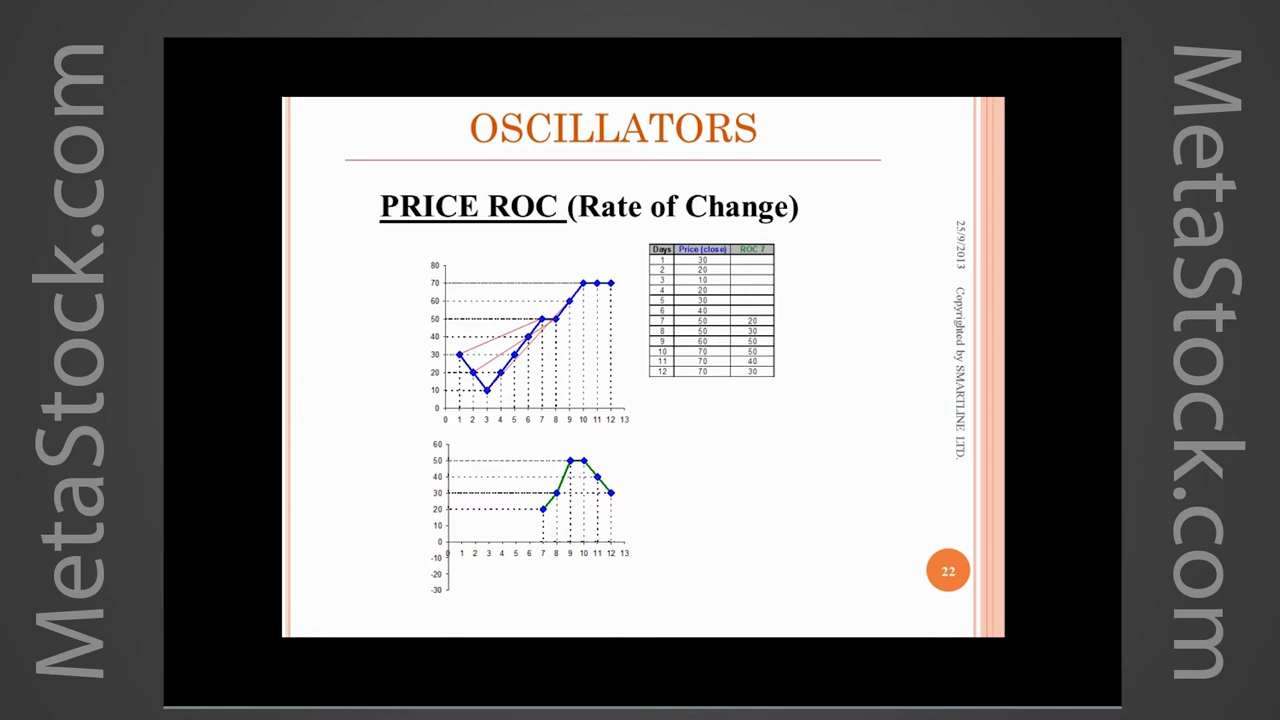 MetaStock.com
OSCILLATORS
PRICE ROC (Rate of Change)
Days Price (close) ROC 7
1 30
2 20
3 10
4 20
5 30
6 40
7 50 20
8 50 30
9 60 50
10 70 50
11 70 40
12 70 30
80
70
60
50
40
30
20
10
0
0 1 2 3 4 5 6 7 8 9 10 11 12 13
60
50
40
30
20
10
0
0 1 2 3 4 5 6 7 8 9 10 11 12 13
-10
-20
-30
25/9/2013 Copyrighted by SMARTLINE LTD.
22
MetaStock.com